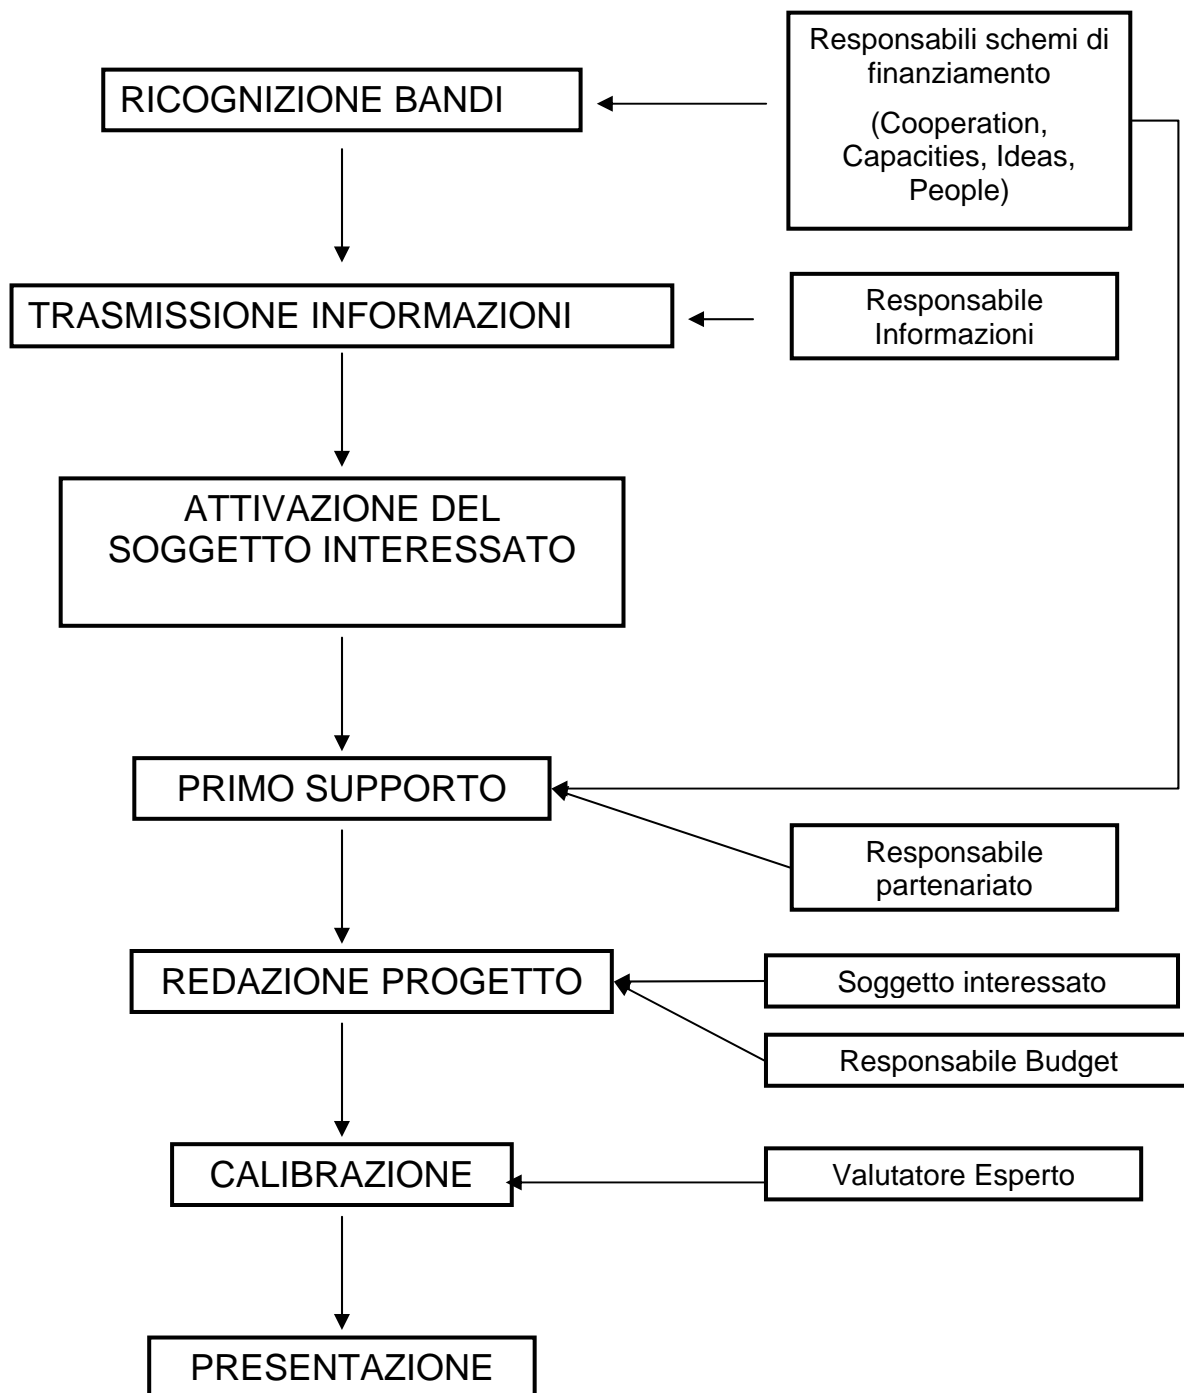 Responsabili schemi di
finanziamento
(Cooperation,
Capacities, Ideas,
People)
RICOGNIZIONE BANDI
TRASMISSIONE INFORMAZIONI
Responsabile
Informazioni
ATTIVAZIONE DEL
SOGGETTO INTERESSATO
PRIMO SUPPORTO
Responsabile
partenariato
REDAZIONE PROGETTO
Soggetto interessato
Responsabile Budget
CALIBRAZIONE
Valutatore Esperto
PRESENTAZIONE